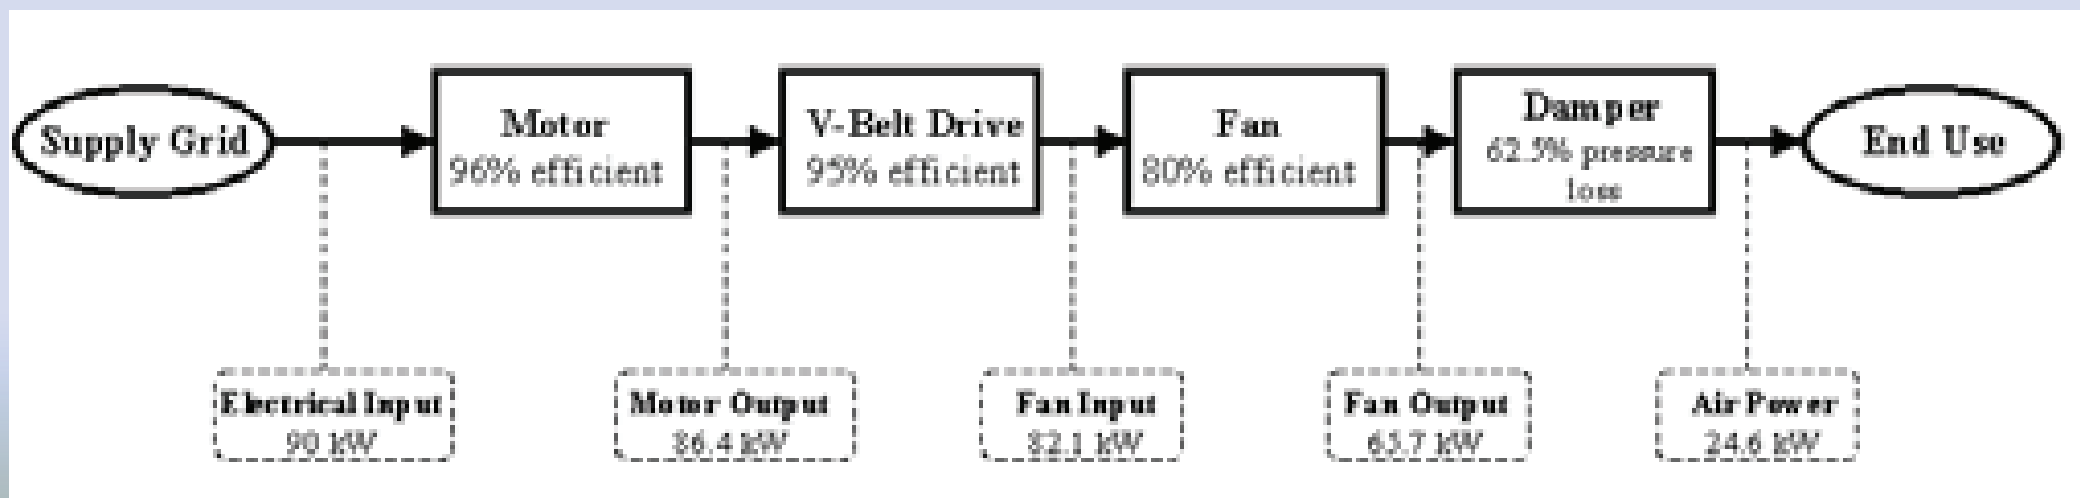 Supply Grid
Motor
96% efficient
V-Belt Drive
95% efficient
Fan
80% efficient
Damper
62.5% pressure
loss
End Use
Electrical Input
90 kW
Motor Output
86.4 kW
Fan Input
82.1 kW
Fan Output
65.7 kW
Air Power
24.6 kW